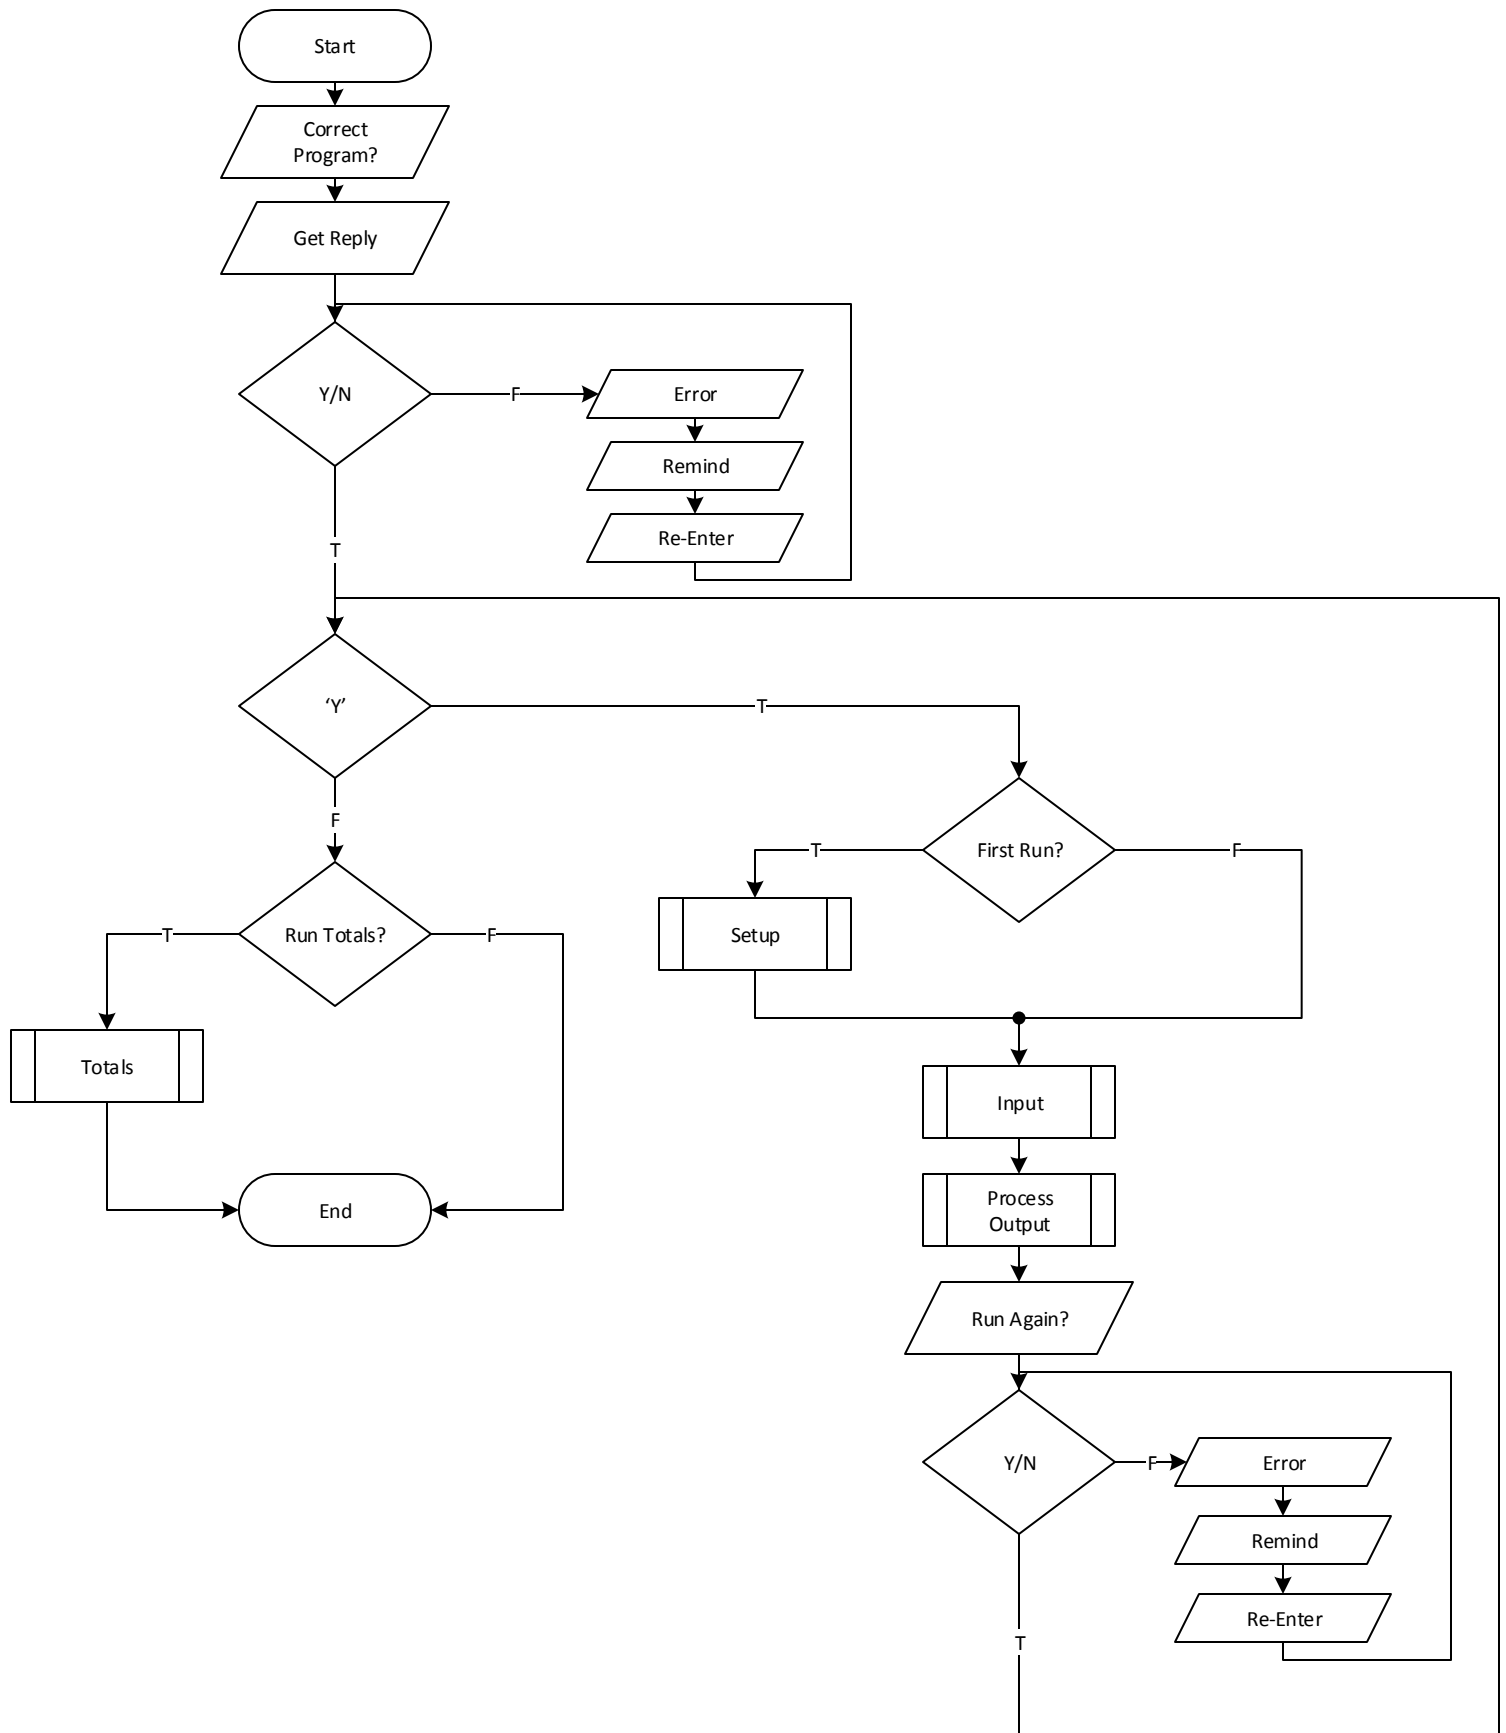 Start
Correct
Program?
Get Reply
Y/N
F
Error
Remind
Re-Enter
T
‘Y’
T
F
First Run?
T
F
Run Totals?
T
F
Setup
Totals
Input
End
Process
Output
Run Again?
Y/N
F
Error
Remind
Re-Enter
T